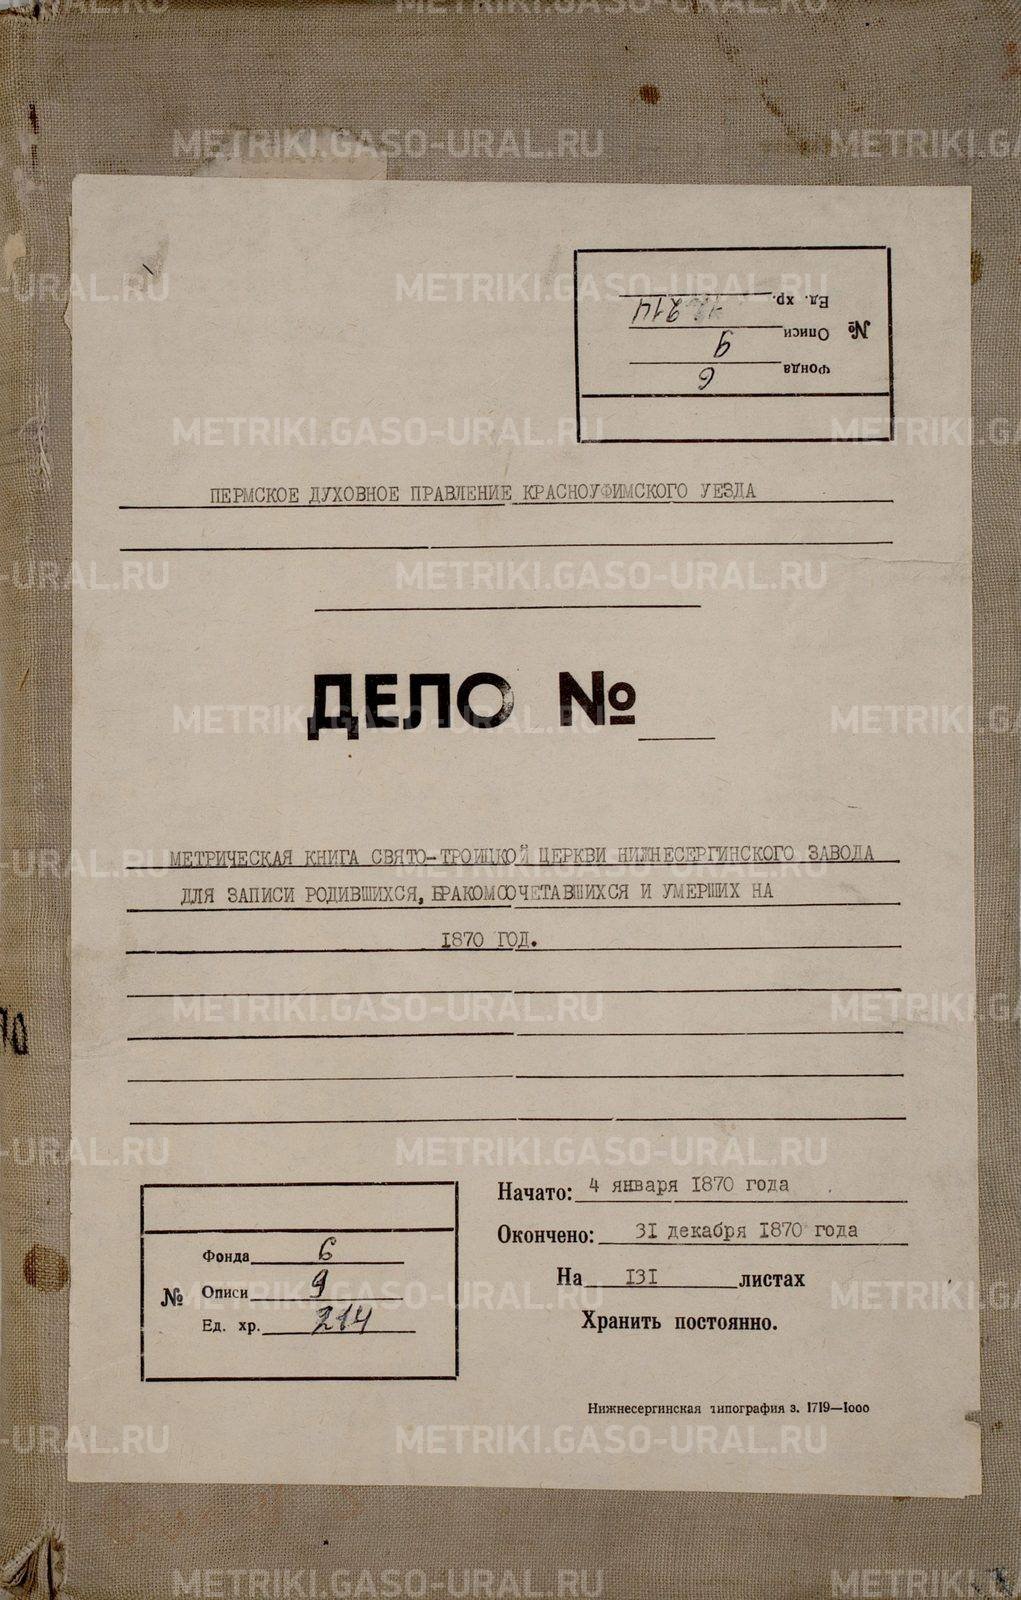 Фонда 6
№ Описи 9
Ед. хр. 214
ПЕРМСКОЕ ДУХОВНОЕ ПРАВЛЕНИЕ КРАСНОУФИМСКОГО УЕЗДА
ДЕЛО №
МЕТРИЧЕСКАЯ КНИГА СВЯТО-ТРОИЦКОЙ ЦЕРКВИ НИЖНЕСЕРГИНСКОГО ЗАВОДА
ДЛЯ ЗАПИСИ РОДИВШИХСЯ, БРАКОМСОЧЕТАВШИХСЯ И УМЕРШИХ НА
1870 ГОД.
Начато: 4 января 1870 года
Окончено: 31 декабря 1870 года
На 131 листах
Хранить постоянно.
Фонда 6
№ Описи 9
Ед. хр. 214
Нижнесергинская типография з. 1719—1000
METRIKI.GASO-URAL.RU